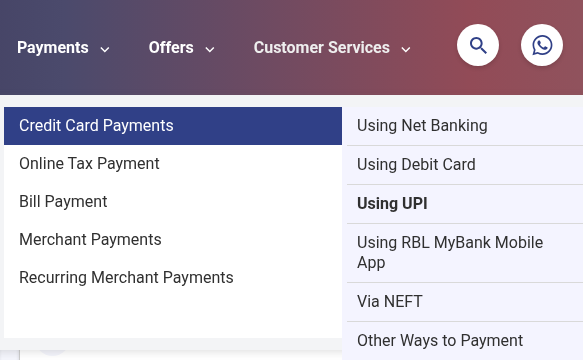 Payments Offers Customer Services
Credit Card Payments
Online Tax Payment
Bill Payment
Merchant Payments
Recurring Merchant Payments
Using Net Banking
Using Debit Card
Using UPI
Using RBL MyBank Mobile
App
Via NEFT
Other Ways to Payment